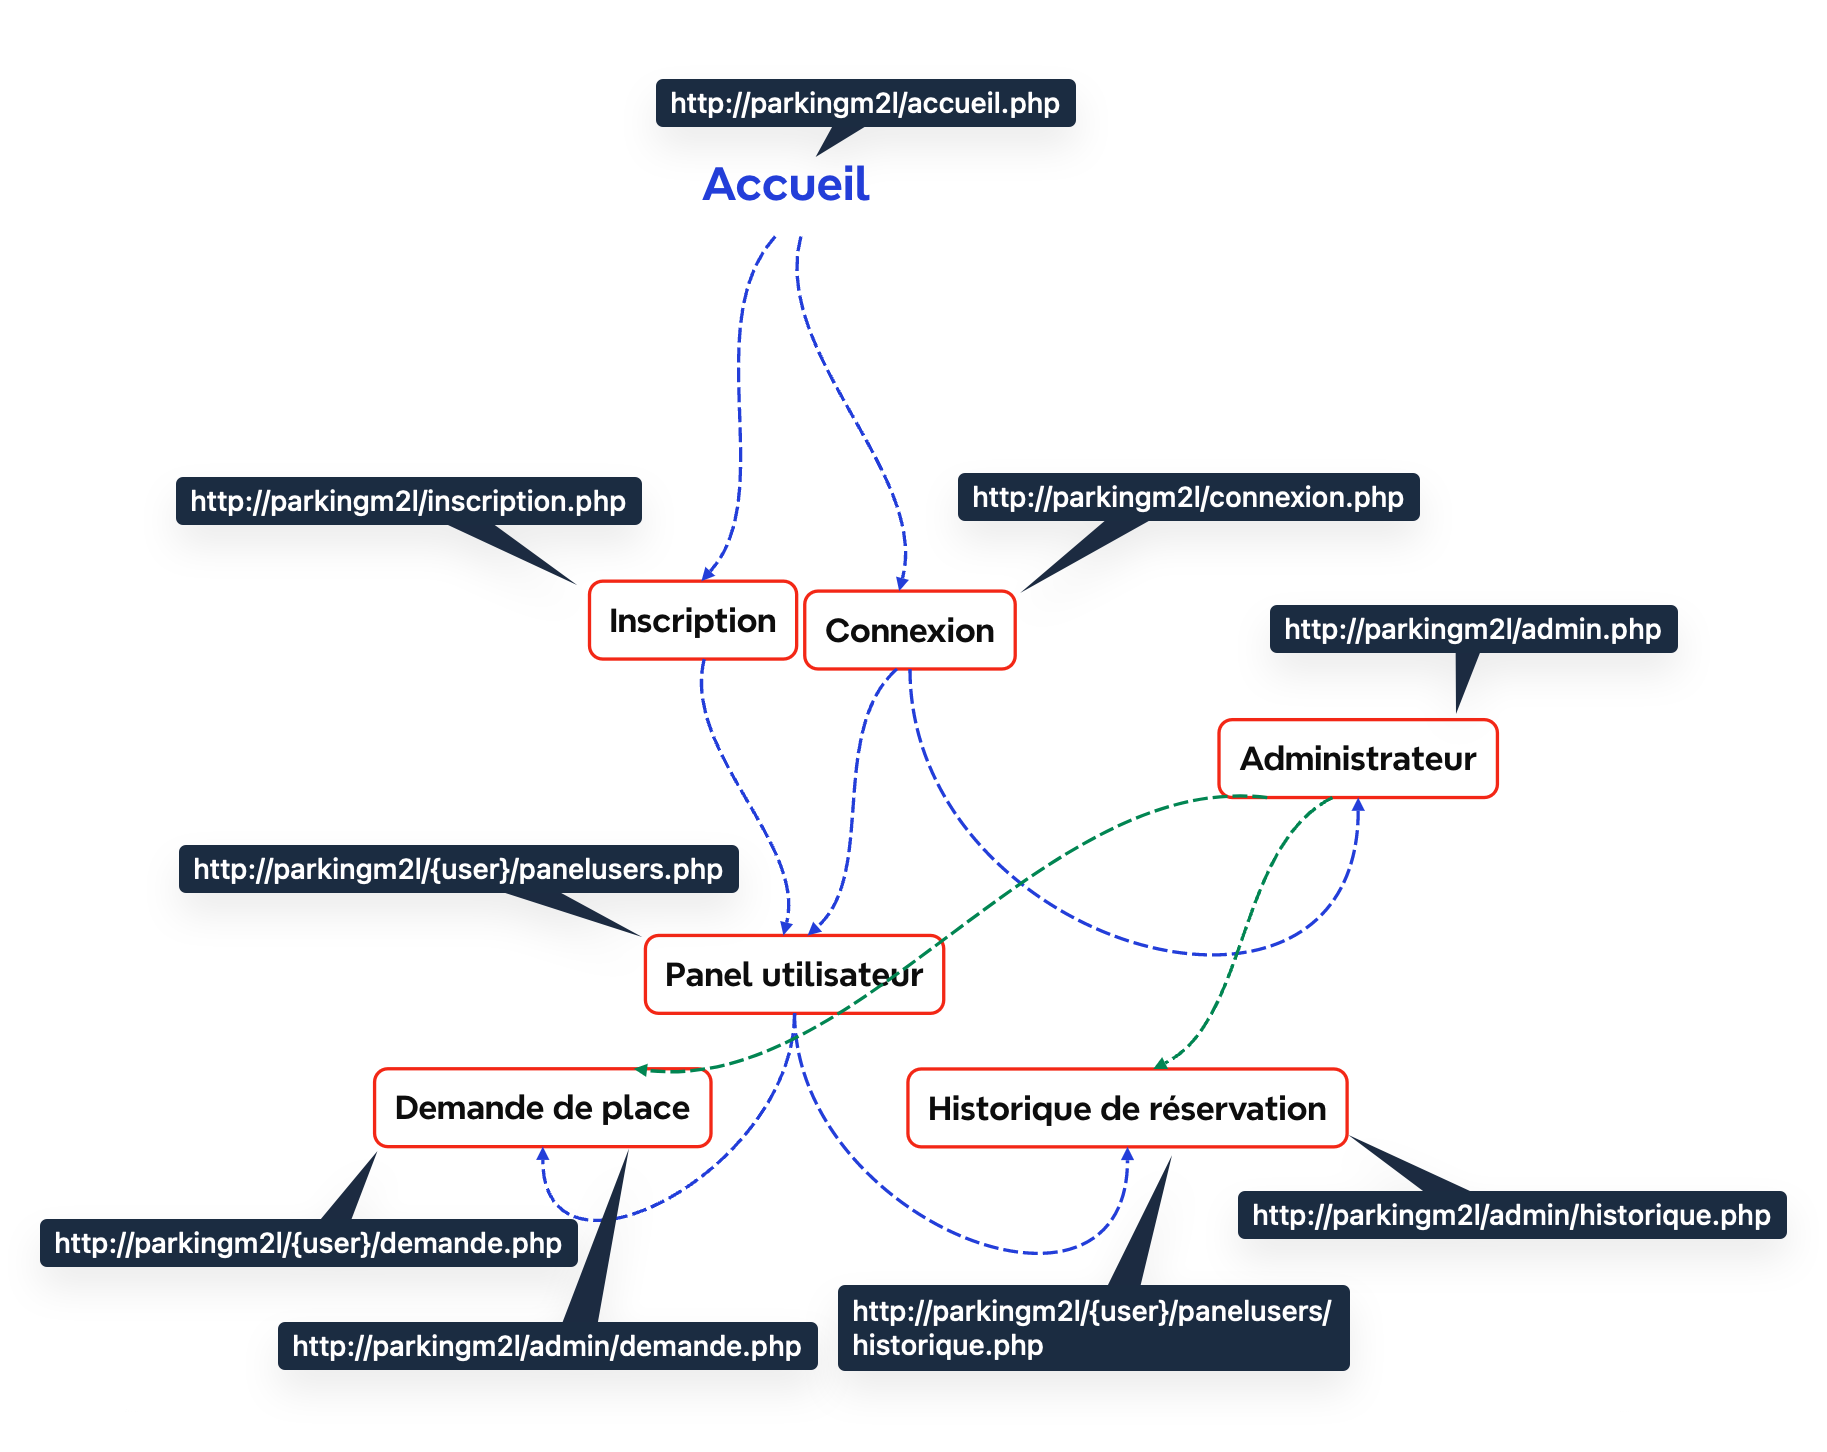 http://parkingm2l/accueil.php
Accueil
http://parkingm2l/inscription.php
http://parkingm2l/connexion.php
Inscription
Connexion
http://parkingm2l/admin.php
Administrateur
http://parkingm2l/{user}/panelusers.php
Panel utilisateur
Demande de place
Historique de réservation
http://parkingm2l/{user}/demande.php
http://parkingm2l/admin/historique.php
http://parkingm2l/admin/demande.php
http://parkingm2l/{user}/panelusers/
historique.php